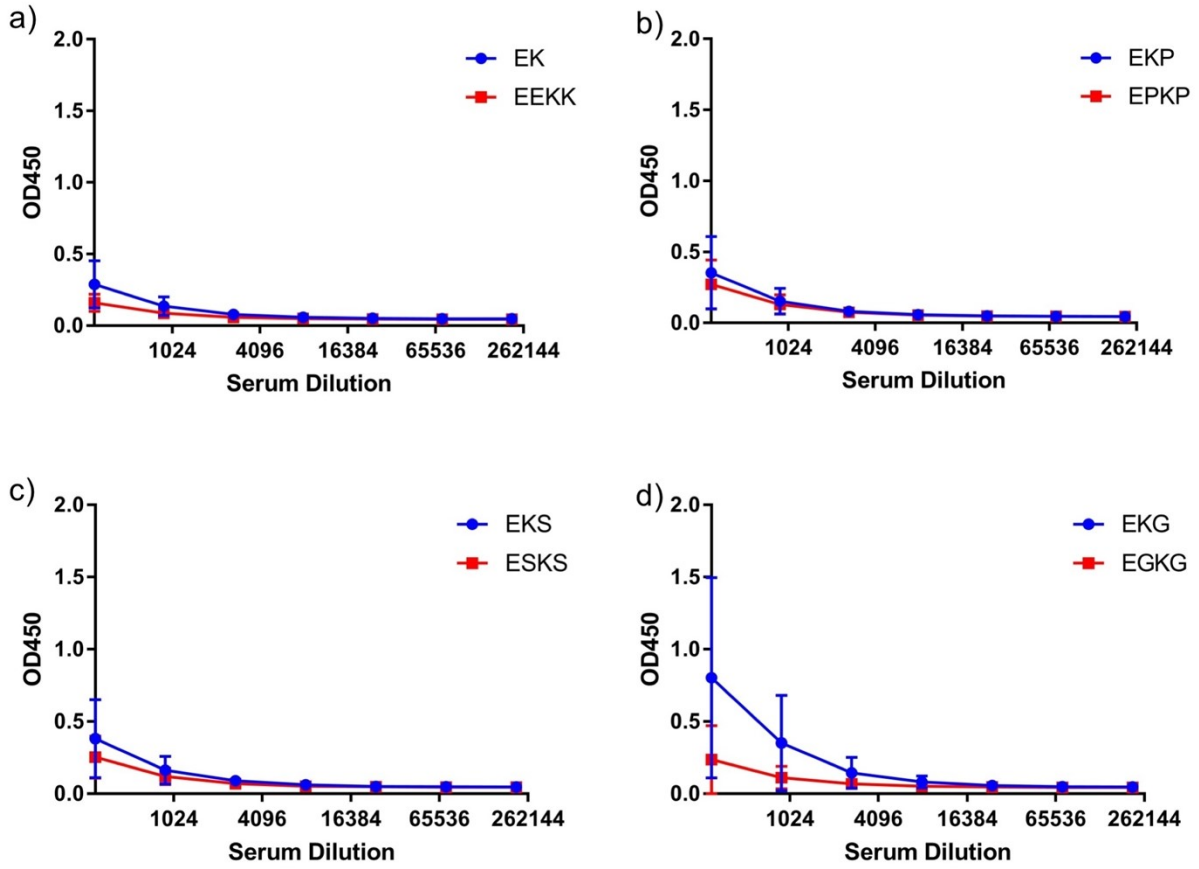 a)
2.0
1.5
1.0
0.5
0.0
OD450
EK
EEKK
1024 4096 16384 65536 262144
Serum Dilution
b)
2.0
1.5
1.0
0.5
0.0
OD450
EKP
EPKP
1024 4096 16384 65536 262144
Serum Dilution
c)
2.0
1.5
1.0
0.5
0.0
OD450
EKS
ESKS
1024 4096 16384 65536 262144
Serum Dilution
d)
2.0
1.5
1.0
0.5
0.0
OD450
EKG
EGKG
1024 4096 16384 65536 262144
Serum Dilution